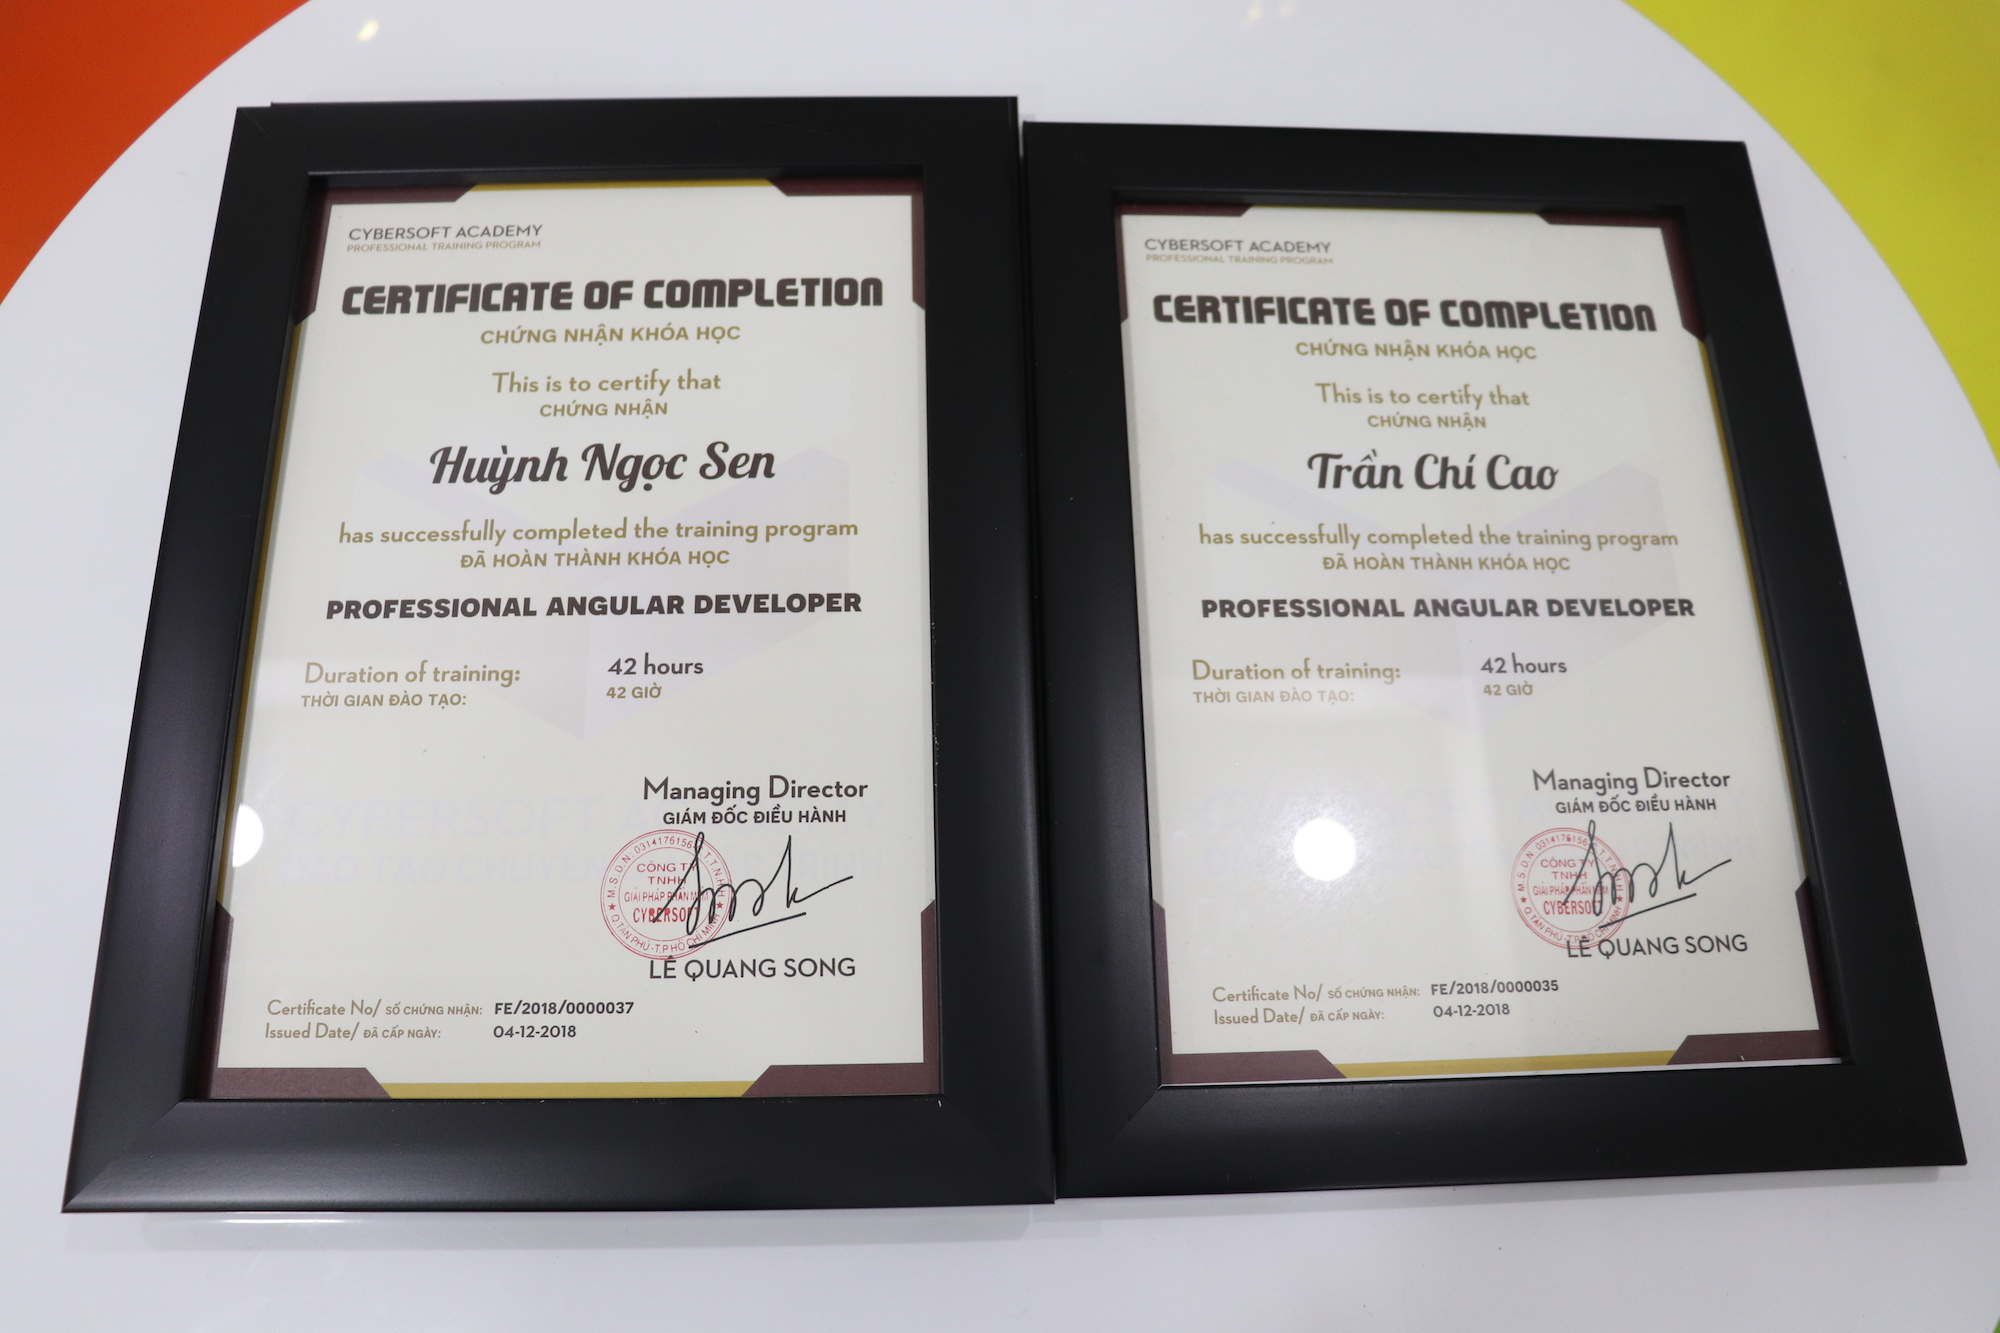 CYBERSOFT ACADEMY
PROFESSIONAL TRAINING PROGRAM
CERTIFICATE OF COMPLETION
CHỨNG NHẬN KHÓA HỌC
This is to certify that
CHỨNG NHẬN
Huỳnh Ngọc Sen
has successfully completed the training program
ĐÃ HOÀN THÀNH KHÓA HỌC
PROFESSIONAL ANGULAR DEVELOPER
Duration of training: 42 hours
THỜI GIAN ĐÀO TẠO: 42 GIỜ
Managing Director
GIÁM ĐỐC ĐIỀU HÀNH
M.S.D.N: 0314176156
CÔNG TY
TNHH
GIẢI PHÁP PHẦN MỀM
CYBERSOFT
Q.TÂN PHÚ-T.P HỒ CHÍ MINH
LÊ QUANG SONG
Certificate No/ SỐ CHỨNG NHẬN: FE/2018/0000037
Issued Date/ ĐÃ CẤP NGÀY: 04-12-2018
CYBERSOFT ACADEMY
PROFESSIONAL TRAINING PROGRAM
CERTIFICATE OF COMPLETION
CHỨNG NHẬN KHÓA HỌC
This is to certify that
CHỨNG NHẬN
Trần Chí Cao
has successfully completed the training program
ĐÃ HOÀN THÀNH KHÓA HỌC
PROFESSIONAL ANGULAR DEVELOPER
Duration of training: 42 hours
THỜI GIAN ĐÀO TẠO: 42 GIỜ
Managing Director
GIÁM ĐỐC ĐIỀU HÀNH
M.S.D.N: 0314176156
CÔNG TY
TNHH
GIẢI PHÁP PHẦN MỀM
CYBERSOFT
Q.TÂN PHÚ-T.P HỒ CHÍ MINH
LÊ QUANG SONG
Certificate No/ SỐ CHỨNG NHẬN: FE/2018/0000035
Issued Date/ ĐÃ CẤP NGÀY: 04-12-2018